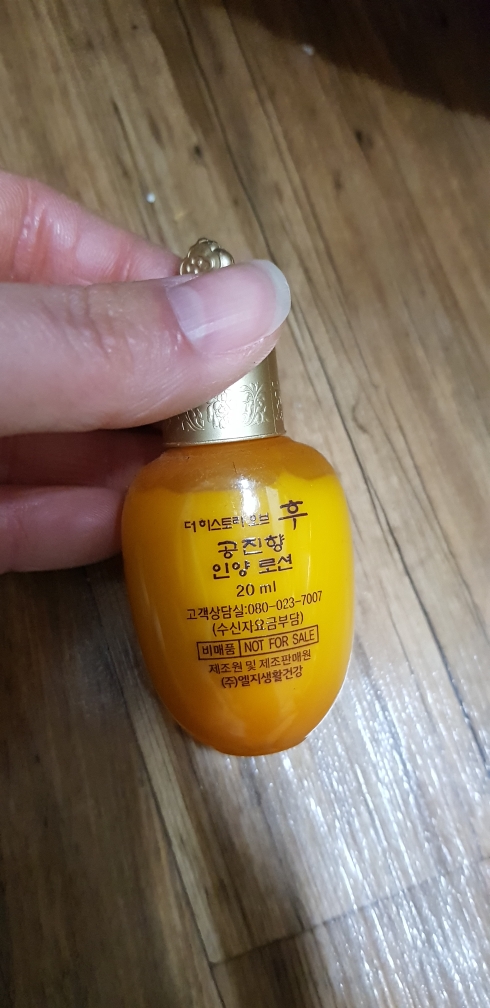 더 히스토리 오브 후
공진향
인양 로션
20 ml
고객상담실:080-023-7007
(수신자요금부담)
비매품 NOT FOR SALE
제조원 및 제조판매원
(주)엘지생활건강